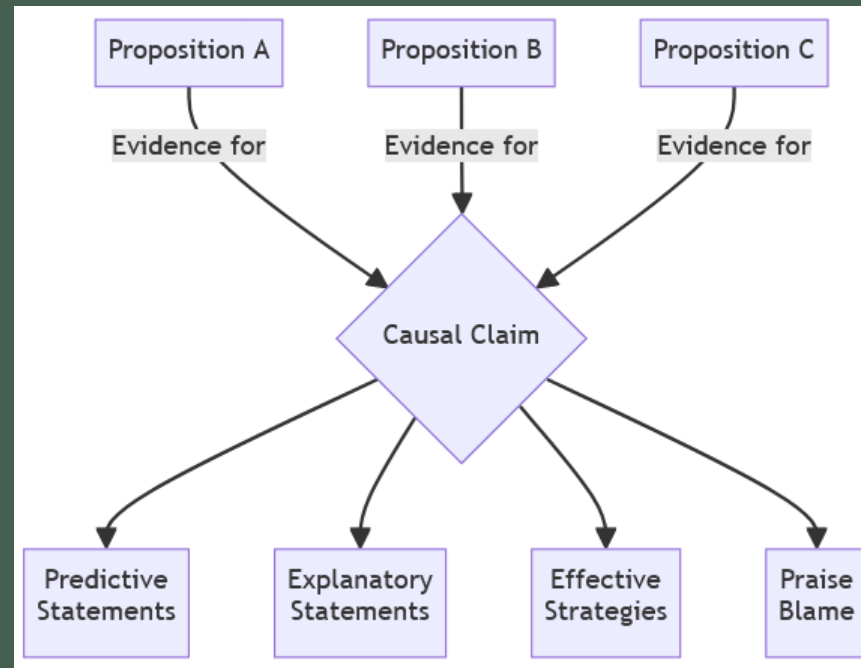 Proposition A
Proposition B
Proposition C
Evidence for
Evidence for
Evidence for
Causal Claim
Predictive
Statements
Explanatory
Statements
Effective
Strategies
Praise
Blame